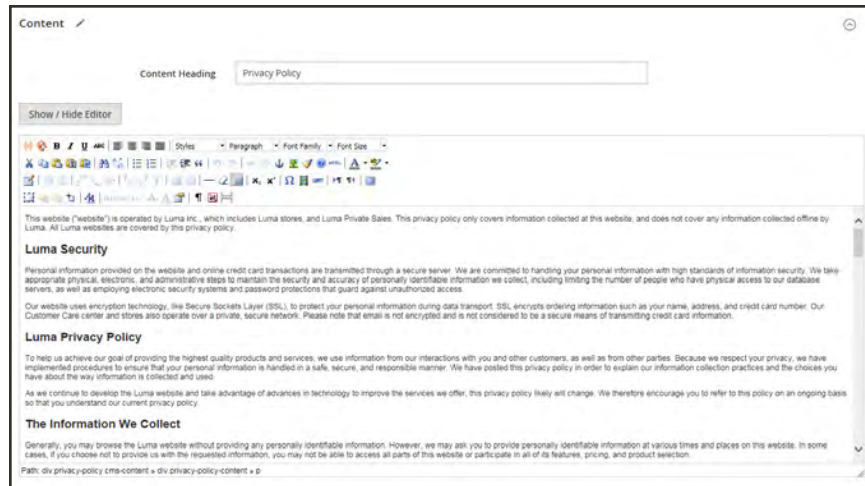 Content
Content Heading
Privacy Policy
Show / Hide Editor
B I U ABC Styles Paragraph Font Family Font Size
This website ("website") is operated by Luma Inc., which includes Luma stores, and Luma Private Sales. This privacy policy only covers information collected at this website, and does not cover any information collected offline by
Luma. All Luma websites are covered by this privacy policy.
Luma Security
Personal information provided on the website and online credit card transactions are transmitted through a secure server. We are committed to handling your personal information with high standards of information security. We take
appropriate physical, electronic, and administrative steps to maintain the security and accuracy of personally identifiable information we collect, including limiting the number of people who have physical access to our database
servers, as well as employing electronic security systems and password protections that guard against unauthorized access.
Our website uses encryption technology, like Secure Sockets Layer (SSL), to protect your personal information during data transport. SSL encrypts ordering information such as your name, address, and credit card number. Our
Customer Care center and stores also operate over a private, secure network. Please note that email is not encrypted and is not considered to be a secure means of transmitting credit card information.
Luma Privacy Policy
To help us achieve our goal of providing the highest quality products and services, we use information from our interactions with you and other customers, as well as from other parties. Because we respect your privacy, we have
implemented procedures to ensure that your personal information is handled in a safe, secure, and responsible manner. We have posted this privacy policy in order to explain our information collection practices and the choices you
have about the way information is collected and used.
As we continue to develop the Luma website and take advantage of advances in technology to improve the services we offer, this privacy policy likely will change. We therefore encourage you to refer to this policy on an ongoing basis
so that you understand our current privacy policy.
The Information We Collect
Generally, you may browse the Luma website without providing any personally identifiable information. However, we may ask you to provide personally identifiable information at various times and places on this website. In some
cases, if you choose not to provide us with the requested information, you may not be able to access all parts of this website or participate in all of its features, pricing, and product selection.
Path: div.privacy-policy cms-content » div.privacy-policy-content » p